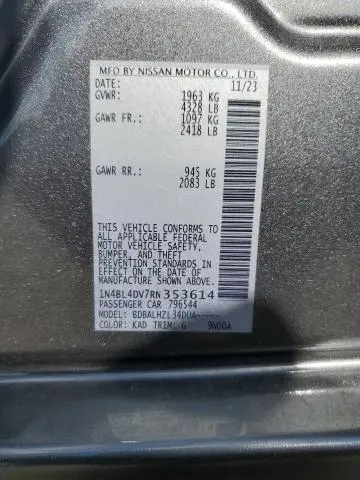 MFD BY NISSAN MOTOR CO., LTD.
DATE: 11/23
GVWR: 1963 KG
4328 LB
GAWR FR.: 1097 KG
2418 LB
GAWR RR.: 945 KG
2083 LB
THIS VEHICLE CONFORMS TO
ALL APPLICABLE FEDERAL
MOTOR VEHICLE SAFETY,
BUMPER, AND THEFT
PREVENTION STANDARDS IN
EFFECT ON THE DATE OF
MANUFACTURE SHOWN ABOVE.
1N4BL4DV7RN353614
PASSENGER CAR 796544
MODEL: BDBALHZL34DUA-----
COLOR: KAD TRIM: G 9N00A